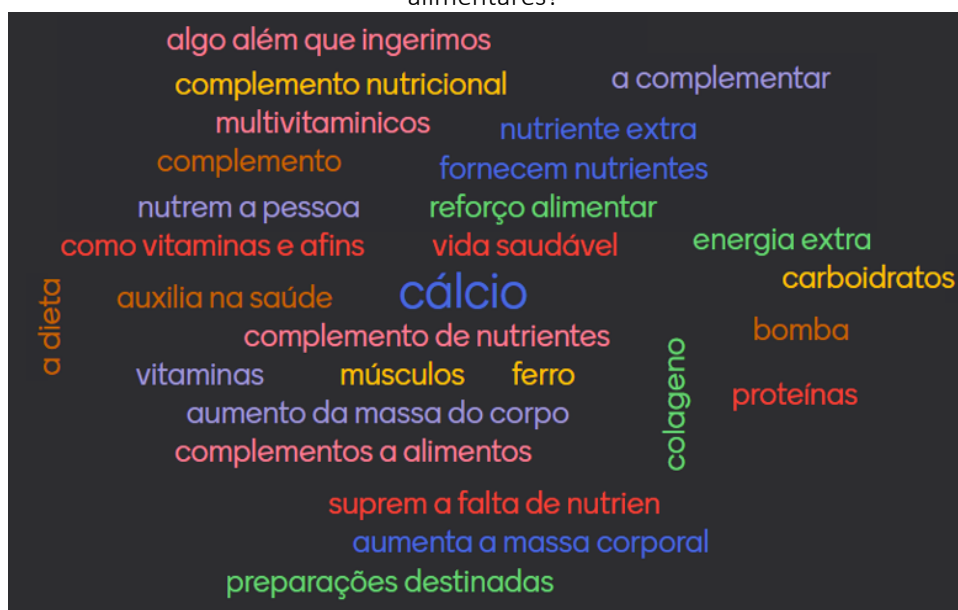 alimentares?
algo além que ingerimos
complemento nutricional
a complementar
multivitaminicos
nutriente extra
complemento
fornecem nutrientes
nutrem a pessoa
reforço alimentar
como vitaminas e afins
vida saudável
energia extra
carboidratos
a dieta
auxilia na saúde
cálcio
bomba
complemento de nutrientes
vitaminas
músculos
ferro
colageno
proteínas
aumento da massa do corpo
complementos a alimentos
suprem a falta de nutrien
aumenta a massa corporal
preparações destinadas